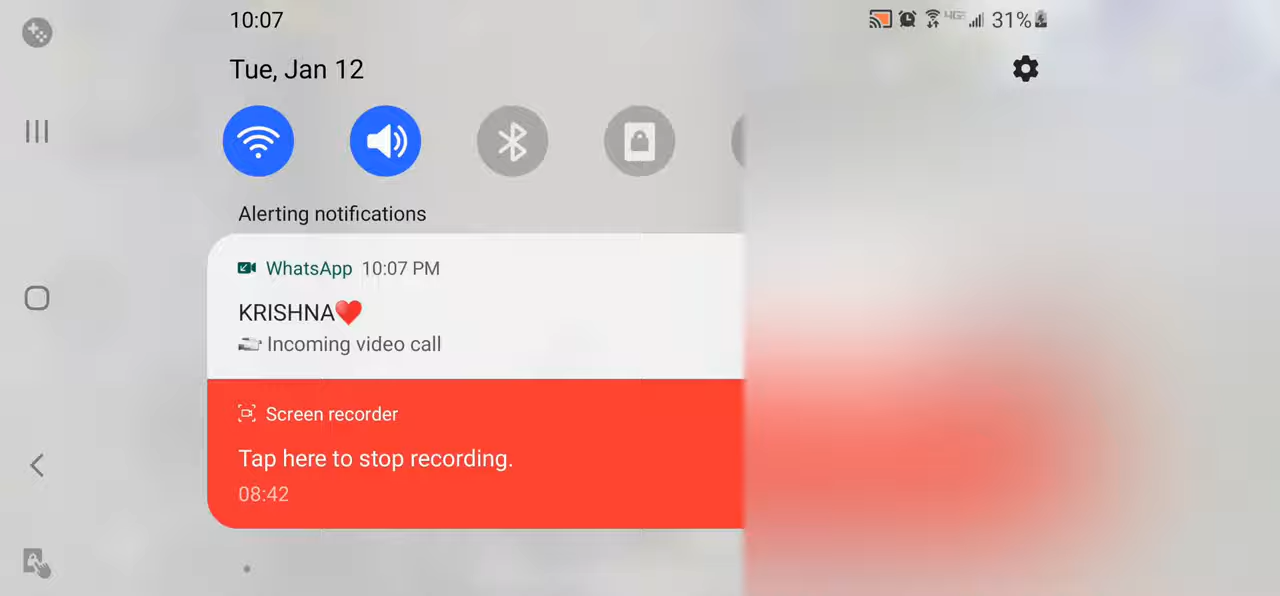 10:07
4GE 31%
Tue, Jan 12
Alerting notifications
WhatsApp 10:07 PM
KRISHNA❤️
Incoming video call
Screen recorder
Tap here to stop recording.
08:42